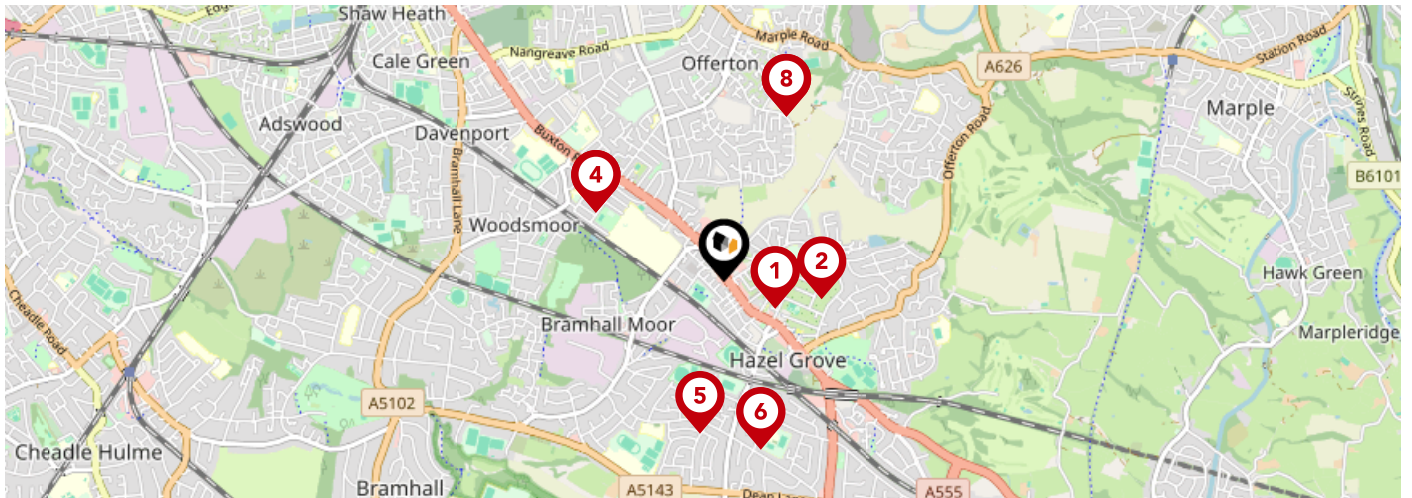 Edg
Shaw Heath
Marple Road
Nangreave Road
Station Road
Cale Green
Offerton
A626
8
Strines Road
Marple
Adswood
Davenport
Buxton R
Offerton Road
Bramhall Lane
4
B6101
Woodsmoor
1
2
Hawk Green
Cheadle Road
Bramhall Moor
Marpleridge
Hazel Grove
A5102
5
6
Cheadle Hulme
Bramhall
A5143
Dean Lane
A555